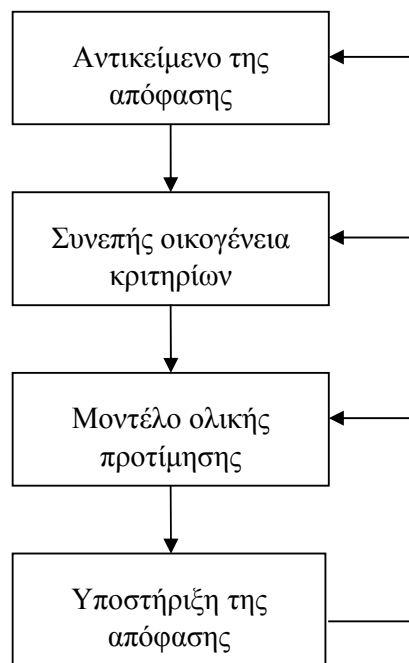 Αντικείμενο της
απόφασης
Συνεπής οικογένεια
κριτηρίων
Μοντέλο ολικής
προτίμησης
Υποστήριξη της
απόφασης